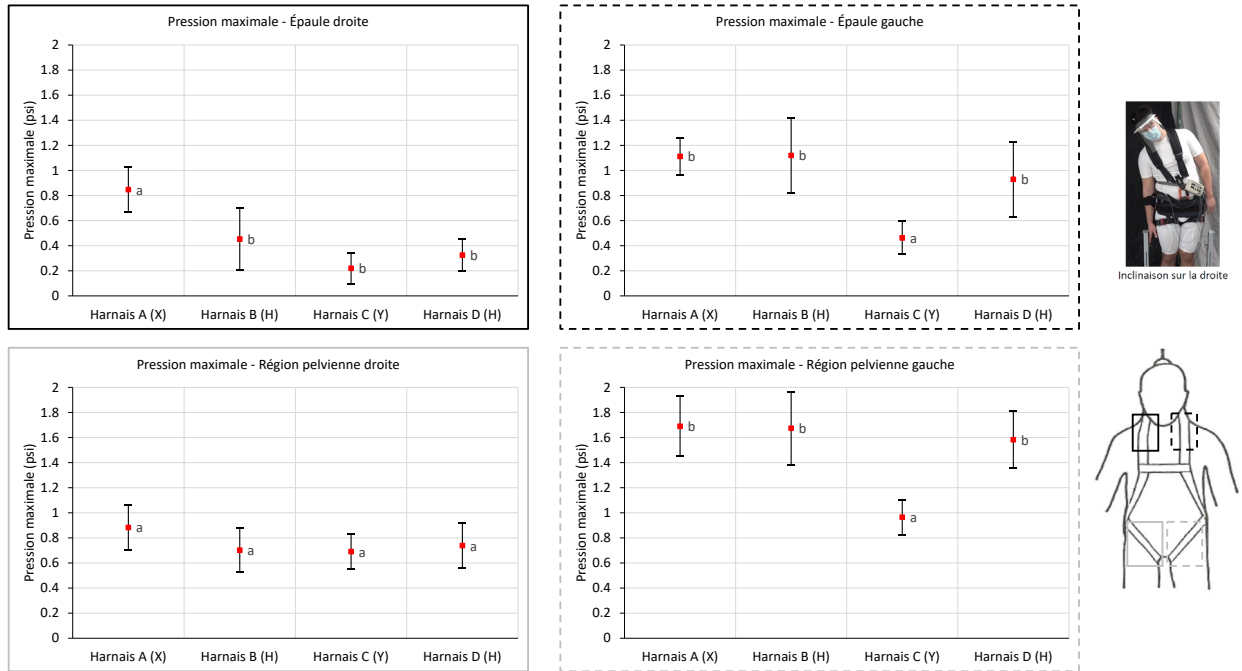 Pression maximale - Épaule droite
Pression maximale (psi)
2
1.8
1.6
1.4
1.2
1
0.8
0.6
0.4
0.2
0
a
b
b
b
Harnais A (X) Harnais B (H) Harnais C (Y) Harnais D (H)
Pression maximale - Épaule gauche
Pression maximale (psi)
2
1.8
1.6
1.4
1.2
1
0.8
0.6
0.4
0.2
0
b
b
a
b
Harnais A (X) Harnais B (H) Harnais C (Y) Harnais D (H)
Inclinaison sur la droite
Pression maximale - Région pelvienne droite
Pression maximale (psi)
2
1.8
1.6
1.4
1.2
1
0.8
0.6
0.4
0.2
0
a
a
a
a
Harnais A (X) Harnais B (H) Harnais C (Y) Harnais D (H)
Pression maximale - Région pelvienne gauche
Pression maximale (psi)
2
1.8
1.6
1.4
1.2
1
0.8
0.6
0.4
0.2
0
b
b
a
b
Harnais A (X) Harnais B (H) Harnais C (Y) Harnais D (H)